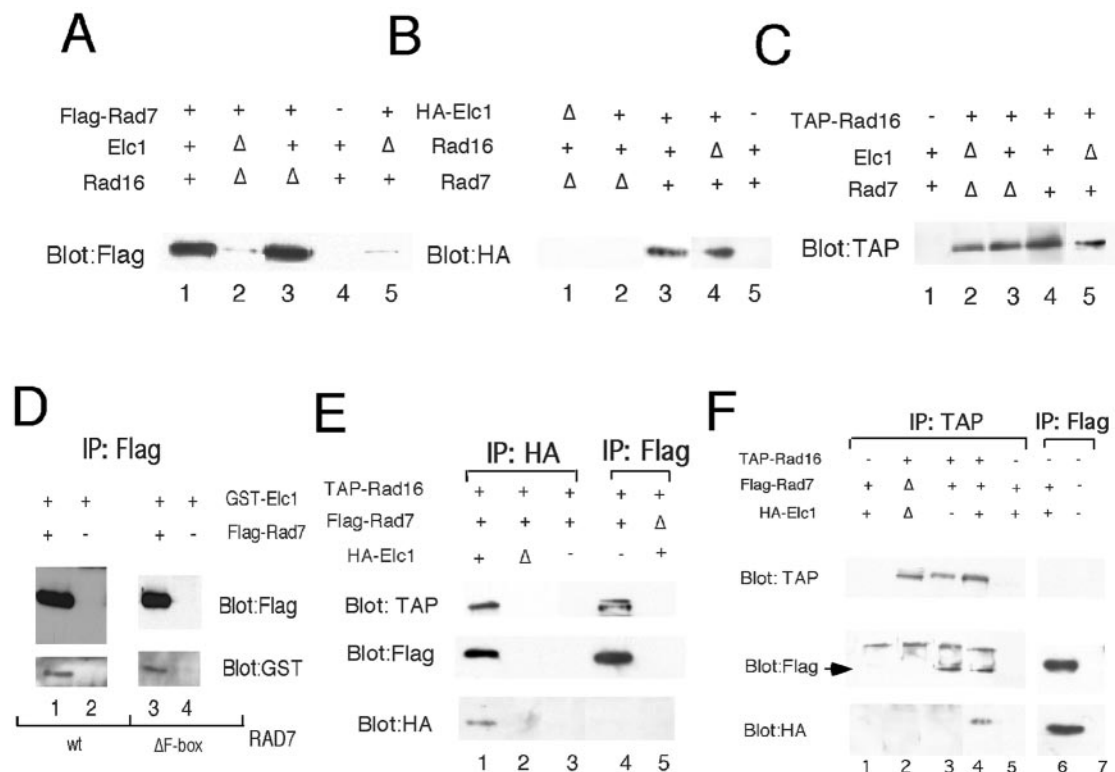 A
Flag-Rad7 + + + - +
Elc1 + Δ + + Δ
Rad16 + Δ Δ + +
Blot:Flag
1 2 3 4 5
B
HA-Elc1 Δ + + + -
Rad16 + + + Δ +
Rad7 Δ Δ + + +
Blot:HA
1 2 3 4 5
C
TAP-Rad16 - + + + +
Elc1 + Δ + + Δ
Rad7 + Δ Δ + +
Blot:TAP
1 2 3 4 5
D
IP: Flag
+ + + + GST-Elc1
+ - + - Flag-Rad7
Blot:Flag
Blot:GST
1 2 3 4
wt ΔF-box RAD7
E
IP: HA IP: Flag
TAP-Rad16 + + + + +
Flag-Rad7 + + + + Δ
HA-Elc1 + Δ - - +
Blot: TAP
Blot:Flag
Blot:HA
1 2 3 4 5
F
IP: TAP IP: Flag
TAP-Rad16 - + + + - - -
Flag-Rad7 + Δ + + + + -
HA-Elc1 + Δ - + + + -
Blot: TAP
Blot:Flag
Blot:HA
1 2 3 4 5 6 7